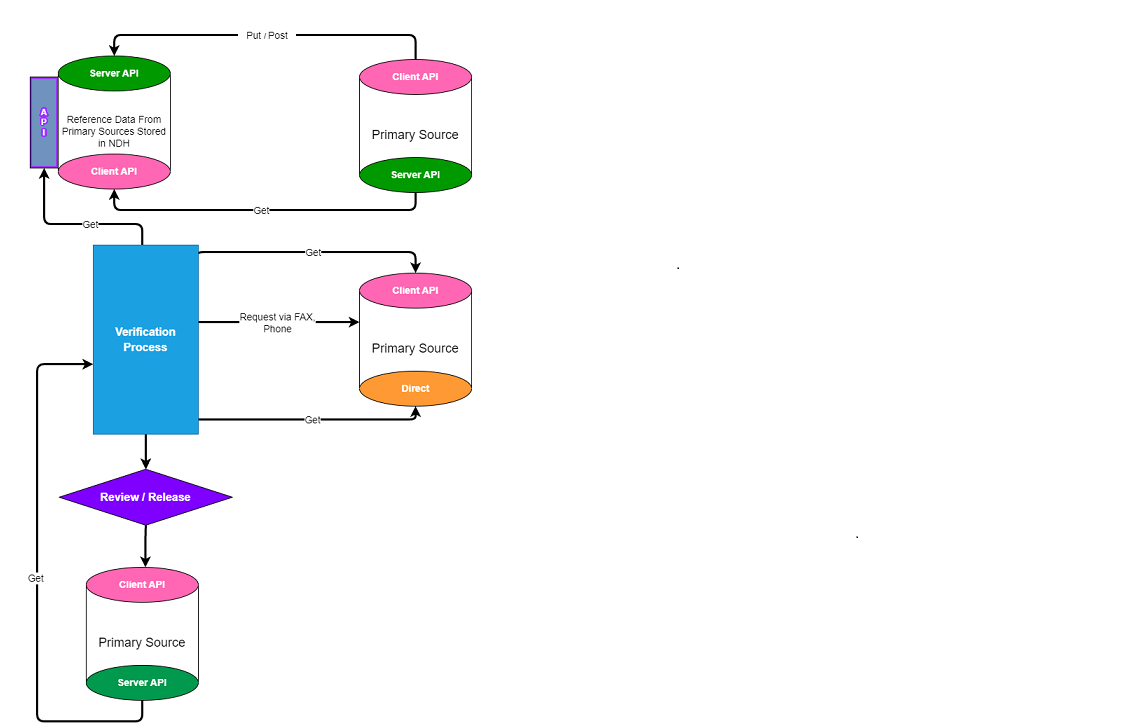 Put / Post
Server API
Client API
A
P
I
Reference Data From
Primary Sources Stored
in NDH
Primary Source
Client API
Server API
Get
Get
Get
Client API
Verification
Process
Request via FAX,
Phone
Primary Source
Direct
Get
Review / Release
Get
Client API
Primary Source
Server API